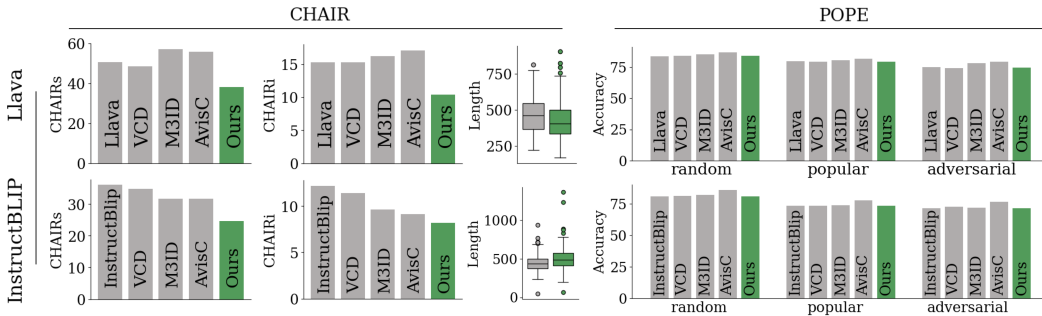 CHAIR
POPE
Llava
CHAIRs
60
40
20
0
Llava
VCD
M3ID
AvisC
Ours
CHAIRi
15
10
5
0
Llava
VCD
M3ID
AvisC
Ours
Length
750
500
250
Accuracy
75
50
25
0
Llava
VCD
M3ID
AvisC
Ours
Llava
VCD
M3ID
AvisC
Ours
Llava
VCD
M3ID
AvisC
Ours
random
popular
adversarial
InstructBLIP
CHAIRs
30
20
10
0
InstructBlip
VCD
M3ID
AvisC
Ours
CHAIRi
10
5
0
InstructBlip
VCD
M3ID
AvisC
Ours
Length
1000
500
0
Accuracy
75
50
25
0
InstructBlip
VCD
M3ID
AvisC
Ours
InstructBlip
VCD
M3ID
AvisC
Ours
InstructBlip
VCD
M3ID
AvisC
Ours
random
popular
adversarial